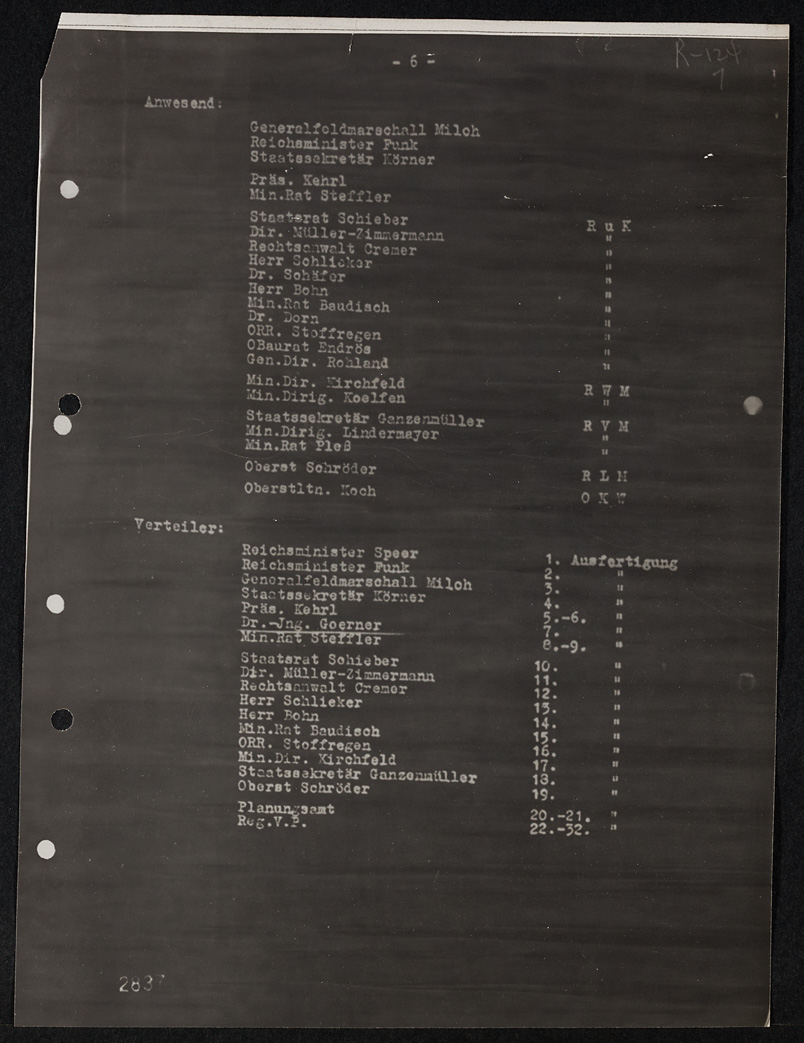 - 6 -
R-124
7
Anwesend:
Generalfeldmarschall Milch
Reichsminister Funk
Staatssekretär Körner
Präs. Kehrl
Min.Rat Steffler
Staatsrat Schieber R u K
Dir. Müller-Zimmermann "
Rechtsanwalt Cremer "
Herr Schlieker "
Dr. Schäfer "
Herr Bohn "
Min.Rat Baudisch "
Dr. Dorn "
ORR. Stoffregen "
OBaurat Endrös "
Gen.Dir. Rohland "
Min.Dir. Kirchfeld R W M
Min.Dirig. Koelfen "
Staatssekretär Ganzenmüller R V M
Min.Dirig. Lindermayer "
Min.Rat Pleß "
Oberst Schröder R L M
Oberstltn. Koch O K W
Verteiler:
Reichsminister Speer 1. Ausfertigung
Reichsminister Funk 2. "
Generalfeldmarschall Milch 3. "
Staatssekretär Körner 4. "
Präs. Kehrl 5.-6. "
Dr.-Jng. Goerner 7. "
Min.Rat Steffler 8.-9. "
Staatsrat Schieber 10. "
Dir. Müller-Zimmermann 11. "
Rechtsanwalt Cremer 12. "
Herr Schlieker 13. "
Herr Bohn 14. "
Min.Rat Baudisch 15. "
ORR. Stoffregen 16. "
Min.Dir. Kirchfeld 17. "
Staatssekretär Ganzenmüller 18. "
Oberst Schröder 19. "
Planungsamt 20.-21. "
Reg.V.P. 22.-32. "
2837